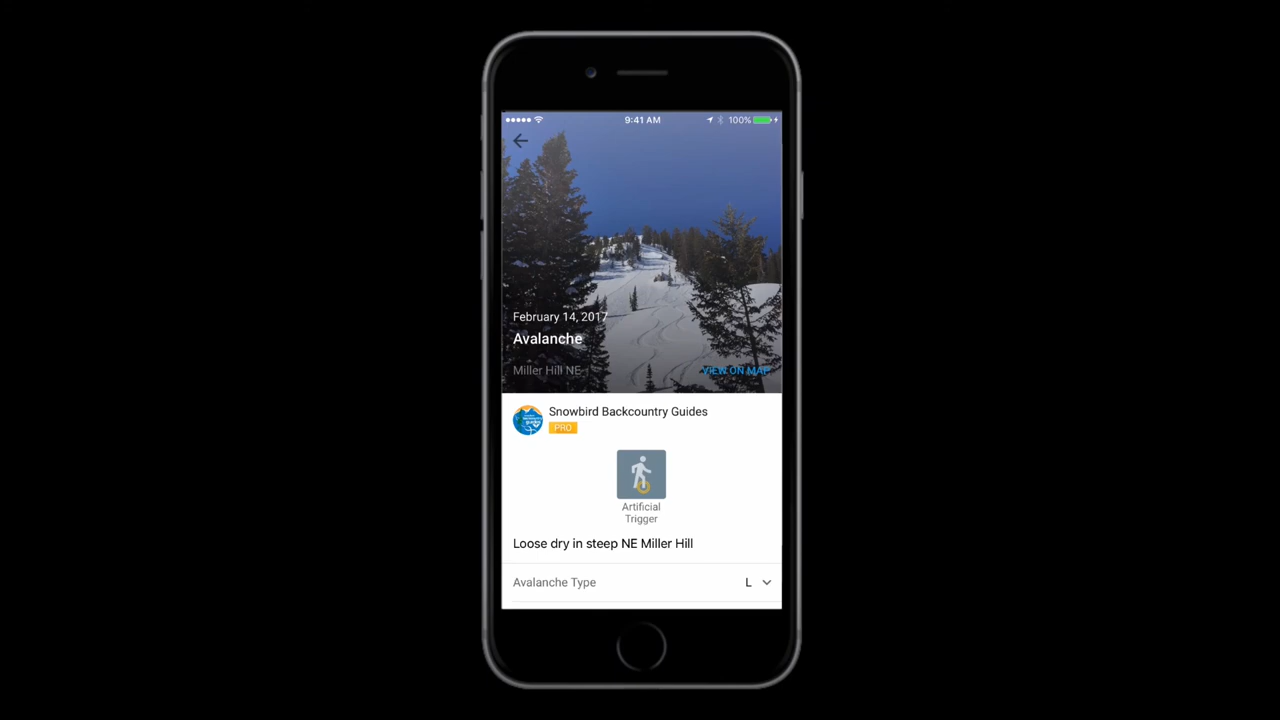 9:41 AM
100%
February 14, 2017
Avalanche
Miller Hill NE
VIEW ON MAP
Snowbird Backcountry Guides
guides
PRO
Artificial
Trigger
Loose dry in steep NE Miller Hill
Avalanche Type
L